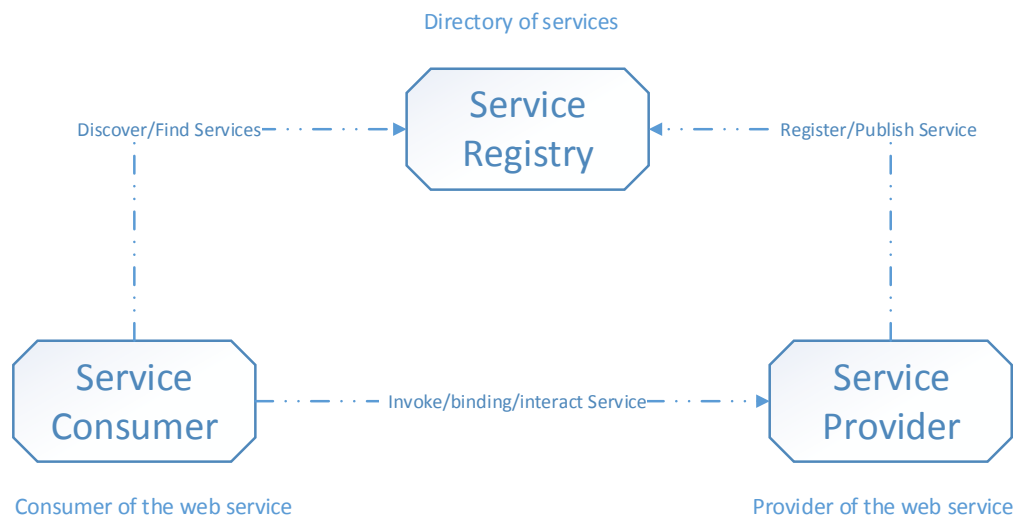 Directory of services
Service
Registry
Discover/Find Services
Register/Publish Service
Service
Consumer
Invoke/binding/interact Service
Service
Provider
Consumer of the web service
Provider of the web service